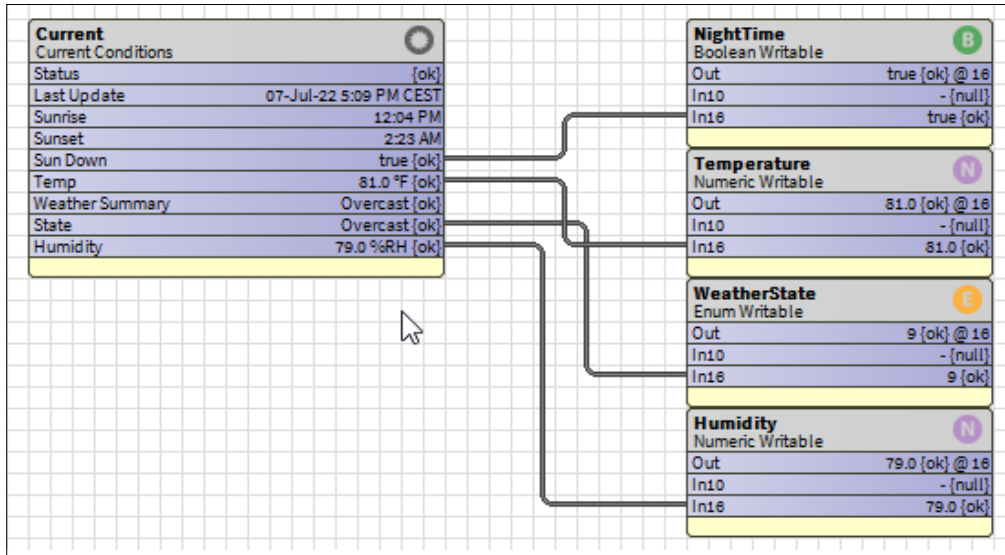 Current
Current Conditions
Status {ok}
Last Update 07-Jul-22 5:09 PM CEST
Sunrise 12:04 PM
Sunset 2:23 AM
Sun Down true {ok}
Temp 81.0 °F {ok}
Weather Summary Overcast {ok}
State Overcast {ok}
Humidity 79.0 %RH {ok}
NightTime B
Boolean Writable
Out true {ok} @ 16
In10 - {null}
In16 true {ok}
Temperature N
Numeric Writable
Out 81.0 {ok} @ 16
In10 - {null}
In16 81.0 {ok}
WeatherState E
Enum Writable
Out 9 {ok} @ 16
In10 - {null}
In16 9 {ok}
Humidity N
Numeric Writable
Out 79.0 {ok} @ 16
In10 - {null}
In16 79.0 {ok}